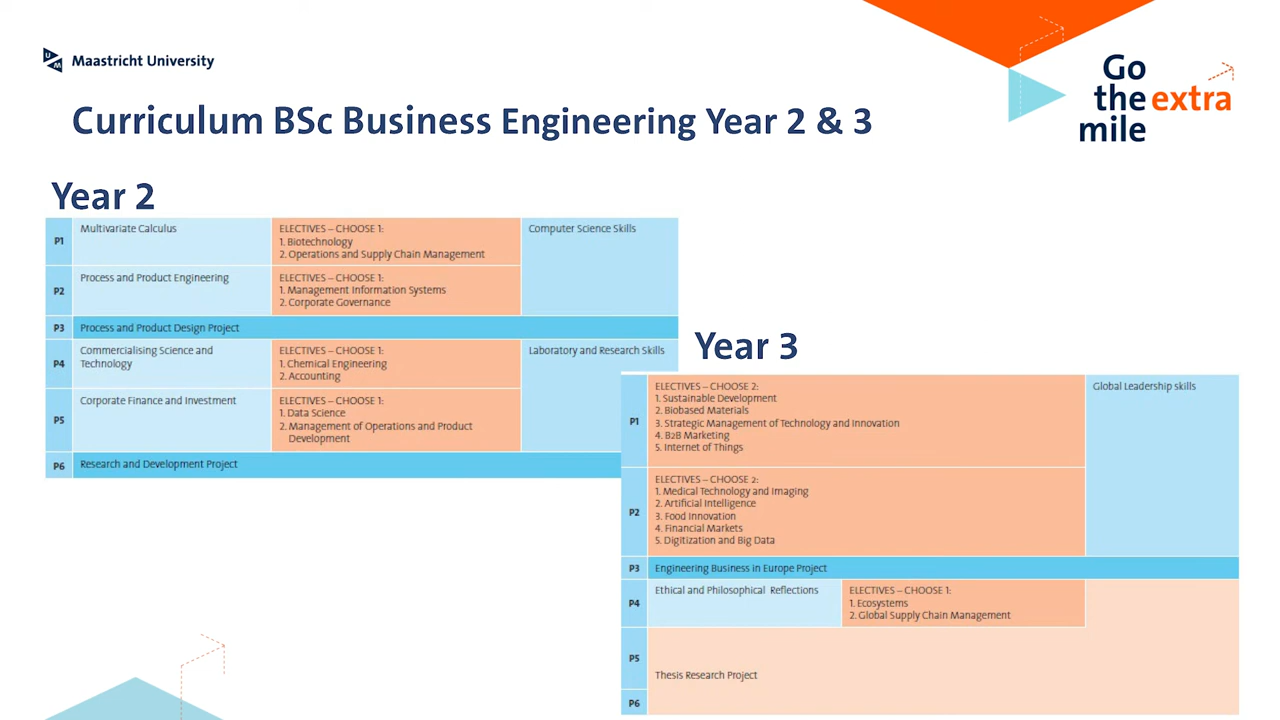 UM
Maastricht University
Go
the extra
mile
Curriculum BSc Business Engineering Year 2 & 3
Year 2
P1
Multivariate Calculus
ELECTIVES – CHOOSE 1:
1. Biotechnology
2. Operations and Supply Chain Management
Computer Science Skills
P2
Process and Product Engineering
ELECTIVES – CHOOSE 1:
1. Management Information Systems
2. Corporate Governance
P3
Process and Product Design Project
P4
Commercialising Science and
Technology
ELECTIVES – CHOOSE 1:
1. Chemical Engineering
2. Accounting
Laboratory and Research Skills
P5
Corporate Finance and Investment
ELECTIVES – CHOOSE 1:
1. Data Science
2. Management of Operations and Product
Development
P6
Research and Development Project
Year 3
P1
ELECTIVES – CHOOSE 2:
1. Sustainable Development
2. Biobased Materials
3. Strategic Management of Technology and Innovation
4. B2B Marketing
5. Internet of Things
Global Leadership skills
P2
ELECTIVES – CHOOSE 2:
1. Medical Technology and Imaging
2. Artificial Intelligence
3. Food Innovation
4. Financial Markets
5. Digitization and Big Data
P3
Engineering Business in Europe Project
P4
Ethical and Philosophical Reflections
ELECTIVES – CHOOSE 1:
1. Ecosystems
2. Global Supply Chain Management
P5
Thesis Research Project
P6